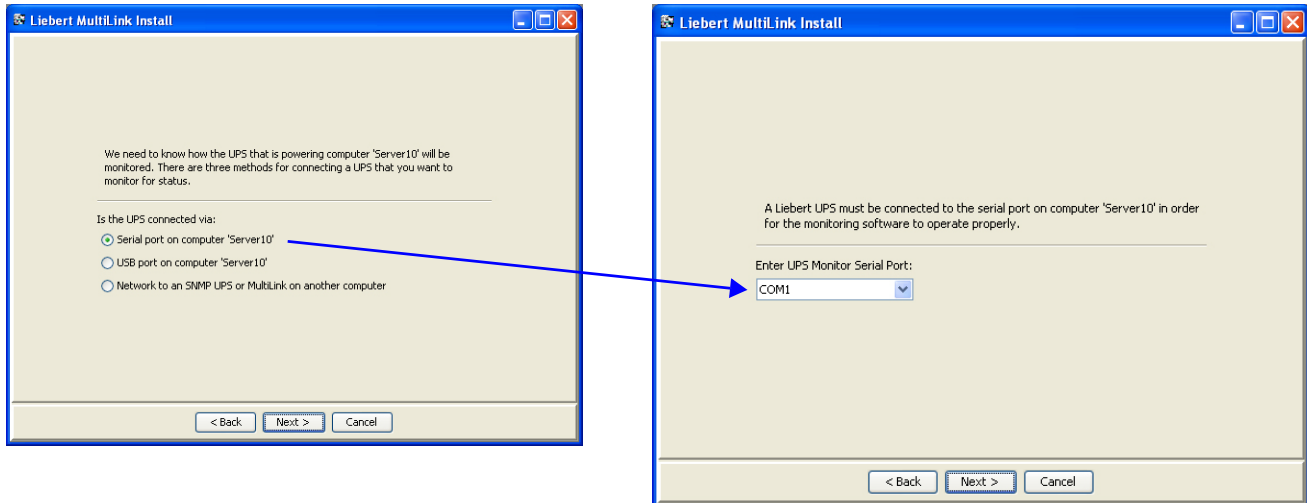 Liebert MultiLink Install
We need to know how the UPS that is powering computer 'Server10' will be
monitored. There are three methods for connecting a UPS that you want to
monitor for status.
Is the UPS connected via:
Serial port on computer 'Server10'
USB port on computer 'Server10'
Network to an SNMP UPS or MultiLink on another computer
< Back Next > Cancel
Liebert MultiLink Install
A Liebert UPS must be connected to the serial port on computer 'Server10' in order
for the monitoring software to operate properly.
Enter UPS Monitor Serial Port:
COM1
< Back Next > Cancel